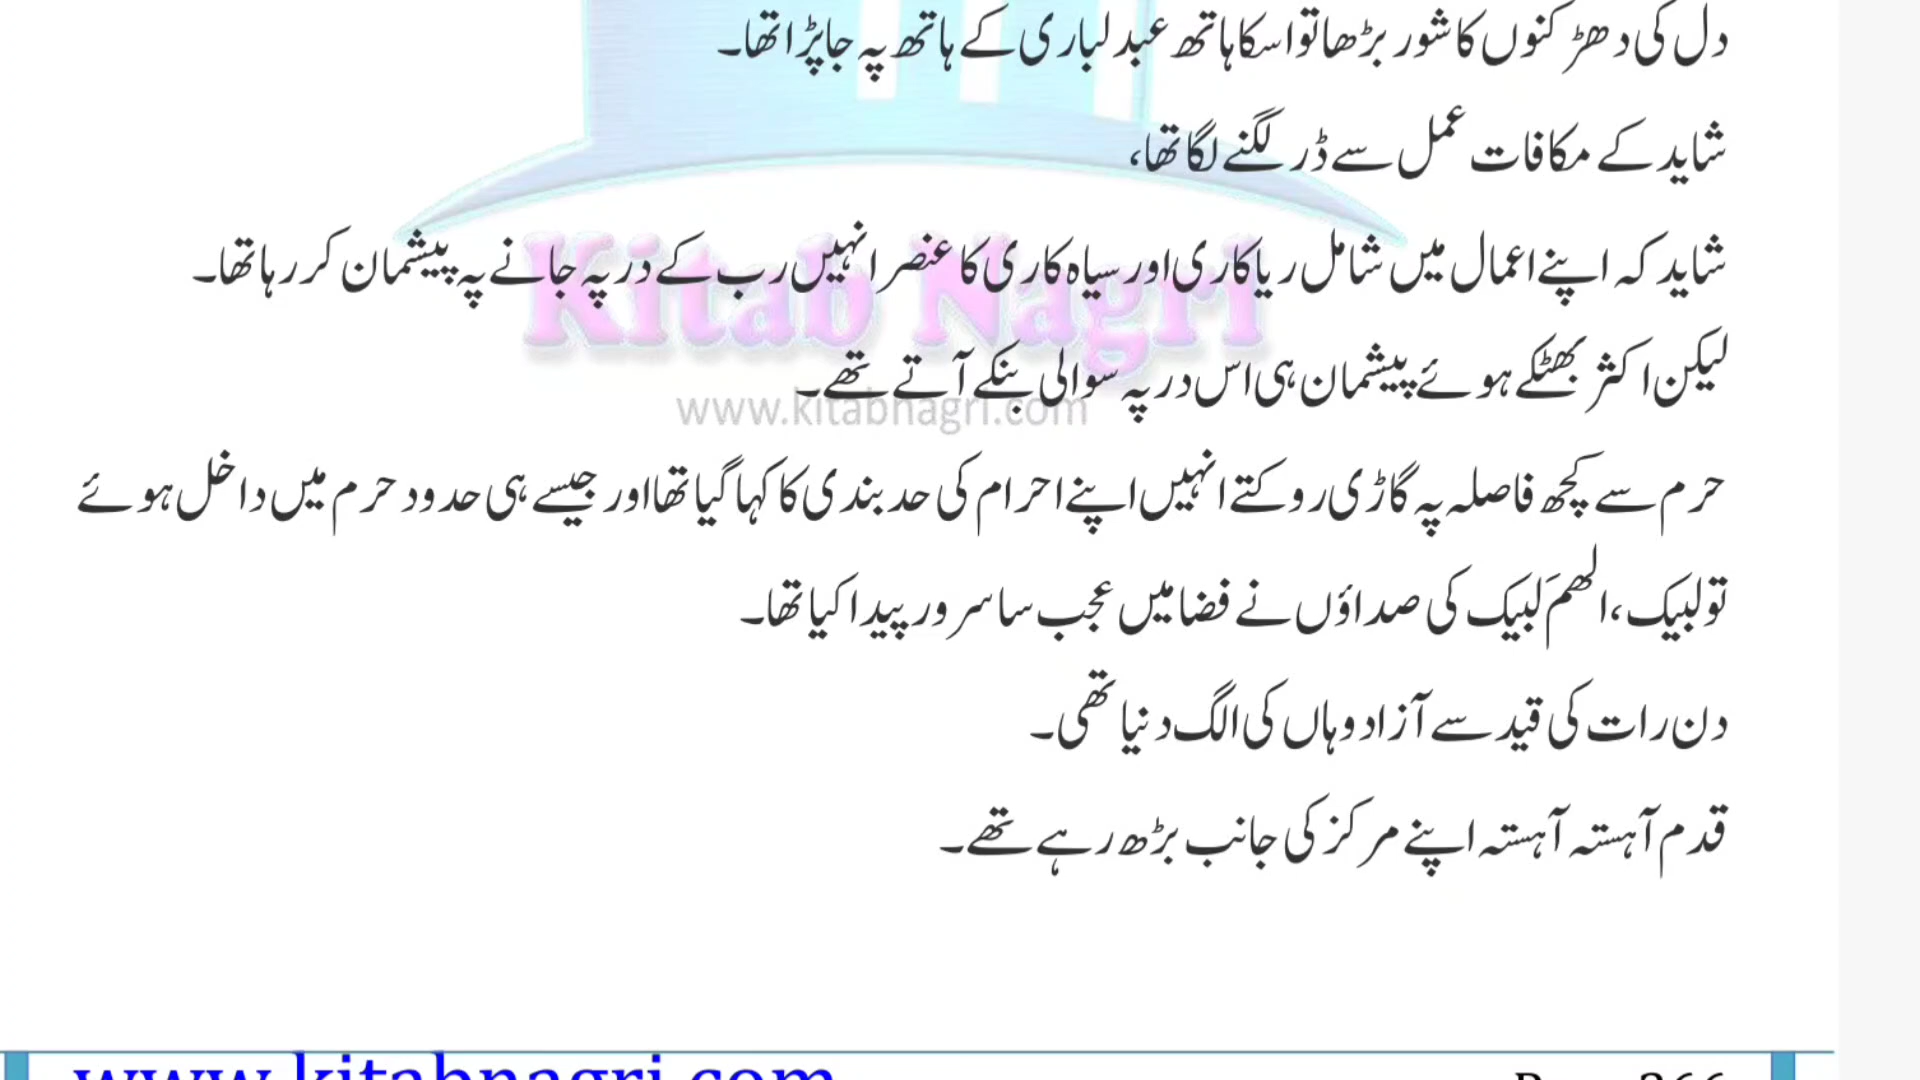 دل کی دھڑکنوں کا شور بڑھا تو اسکا ہاتھ عبدلباری کے ہاتھ پہ جا پڑا تھا۔
شاید کے مکافات عمل سے ڈر لگنے لگا تھا،
شاید کہ اپنے اعمال میں شامل ریاکاری اور سیاہ کاری کا عنصر انہیں رب کے در پہ جانے پہ پیشمان کر رہا تھا۔
Kitab Nagri
لیکن اکثر بھٹکے ہوئے پیشمان ہی اس در پہ سوالی بنکے آتے تھے۔
www.kitabnagri.com
حرم سے کچھ فاصلہ پہ گاڑی روکتے انہیں اپنے احرام کی حد بندی کا کہا گیا تھا اور جیسے ہی حدود حرم میں داخل ہوئے
تو لبیک، الھمَ لبیک کی صداؤں نے فضا میں عجب سا سرور پیدا کیا تھا۔
دن رات کی قید سے آزاد وہاں کی الگ دنیا تھی۔
قدم آہستہ آہستہ اپنے مرکز کی جانب بڑھ رہے تھے۔
www.kitabnagri.com
Page 366